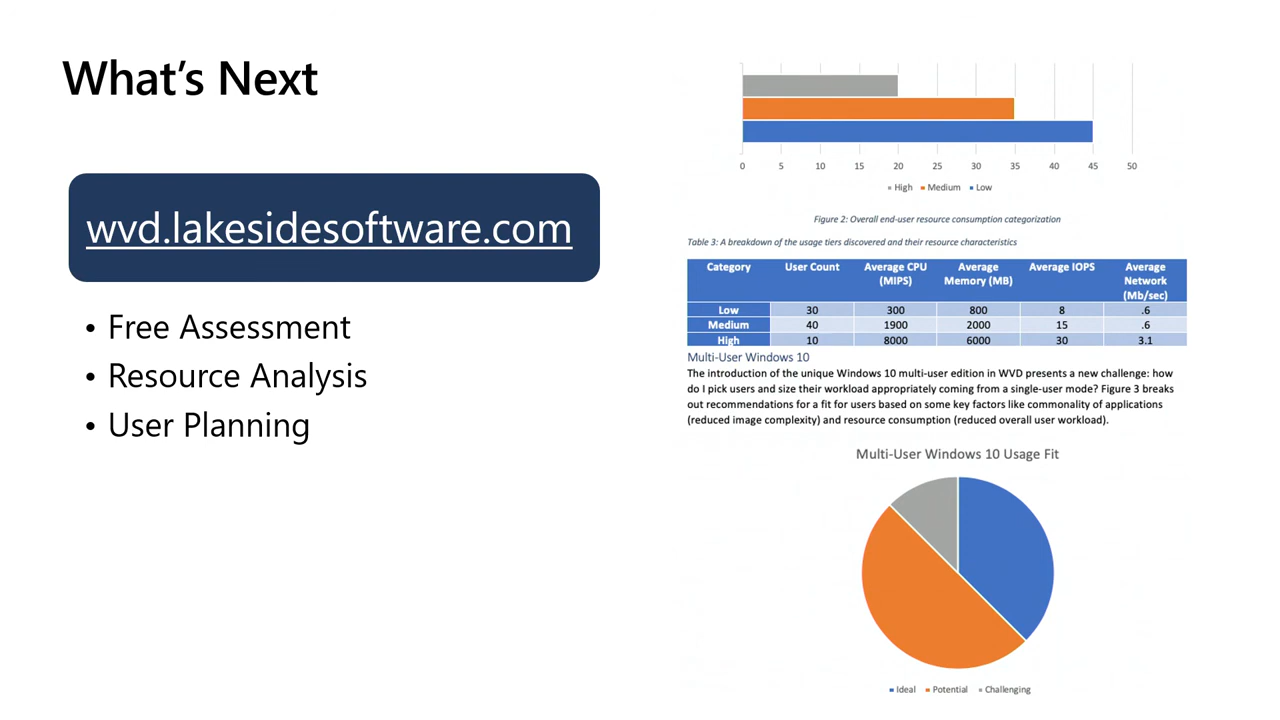 What's Next
wvd.lakesidesoftware.com
• Free Assessment
• Resource Analysis
• User Planning
0 5 10 15 20 25 30 35 40 45 50
High Medium Low
Figure 2: Overall end-user resource consumption categorization
Table 3: A breakdown of the usage tiers discovered and their resource characteristics
Category User Count Average CPU (MIPS) Average Memory (MB) Average IOPS Average Network (Mb/sec)
Low 30 300 800 8 .6
Medium 40 1900 2000 15 .6
High 10 8000 6000 30 3.1
Multi-User Windows 10
The introduction of the unique Windows 10 multi-user edition in WVD presents a new challenge: how
do I pick users and size their workload appropriately coming from a single-user mode? Figure 3 breaks
out recommendations for a fit for users based on some key factors like commonality of applications
(reduced image complexity) and resource consumption (reduced overall user workload).
Multi-User Windows 10 Usage Fit
Ideal Potential Challenging